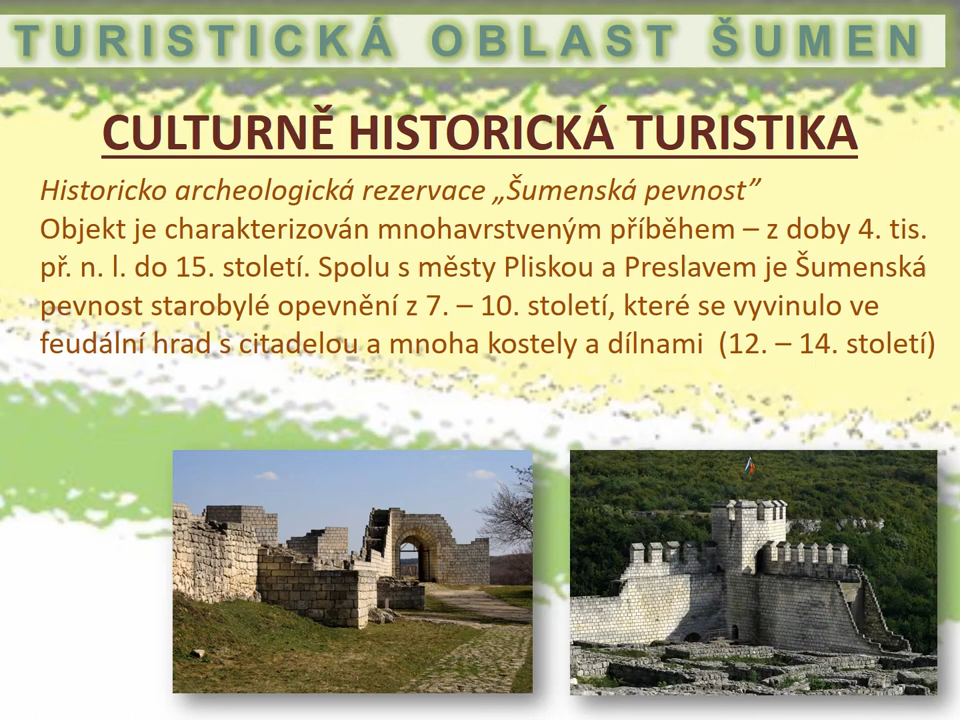 TURISTICKÁ OBLAST ŠUMEN
CULTURNĚ HISTORICKÁ TURISTIKA
Historicko archeologická rezervace „Šumenská pevnost”
Objekt je charakterizován mnohavrstveným příběhem – z doby 4. tis.
př. n. l. do 15. století. Spolu s městy Pliskou a Preslavem je Šumenská
pevnost starobylé opevnění z 7. – 10. století, které se vyvinulo ve
feudální hrad s citadelou a mnoha kostely a dílnami (12. – 14. století)